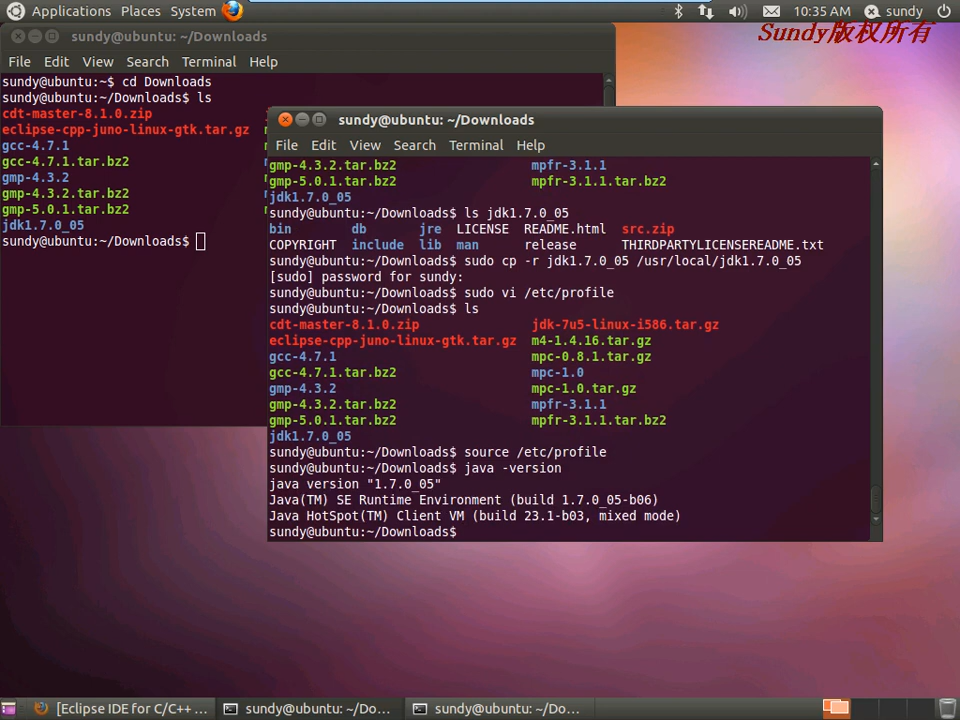 Applications Places System 10:35 AM sundy
Sundy版权所有
sundy@ubuntu: ~/Downloads
File Edit View Search Terminal Help
sundy@ubuntu:~$ cd Downloads
sundy@ubuntu:~/Downloads$ ls
cdt-master-8.1.0.zip
eclipse-cpp-juno-linux-gtk.tar.gz
gcc-4.7.1
gcc-4.7.1.tar.bz2
gmp-4.3.2
gmp-4.3.2.tar.bz2
gmp-5.0.1.tar.bz2
jdk1.7.0_05
sundy@ubuntu:~/Downloads$
sundy@ubuntu: ~/Downloads
File Edit View Search Terminal Help
gmp-4.3.2.tar.bz2 mpfr-3.1.1
gmp-5.0.1.tar.bz2 mpfr-3.1.1.tar.bz2
jdk1.7.0_05
sundy@ubuntu:~/Downloads$ ls jdk1.7.0_05
bin db jre LICENSE README.html src.zip
COPYRIGHT include lib man release THIRDPARTYLICENSEREADME.txt
sundy@ubuntu:~/Downloads$ sudo cp -r jdk1.7.0_05 /usr/local/jdk1.7.0_05
[sudo] password for sundy:
sundy@ubuntu:~/Downloads$ sudo vi /etc/profile
sundy@ubuntu:~/Downloads$ ls
cdt-master-8.1.0.zip jdk-7u5-linux-i586.tar.gz
eclipse-cpp-juno-linux-gtk.tar.gz m4-1.4.16.tar.gz
gcc-4.7.1 mpc-0.8.1.tar.gz
gcc-4.7.1.tar.bz2 mpc-1.0
gmp-4.3.2 mpc-1.0.tar.gz
gmp-4.3.2.tar.bz2 mpfr-3.1.1
gmp-5.0.1.tar.bz2 mpfr-3.1.1.tar.bz2
jdk1.7.0_05
sundy@ubuntu:~/Downloads$ source /etc/profile
sundy@ubuntu:~/Downloads$ java -version
java version "1.7.0_05"
Java(TM) SE Runtime Environment (build 1.7.0_05-b06)
Java HotSpot(TM) Client VM (build 23.1-b03, mixed mode)
sundy@ubuntu:~/Downloads$
[Eclipse IDE for C/C++ ... sundy@ubuntu: ~/Do... sundy@ubuntu: ~/Do...